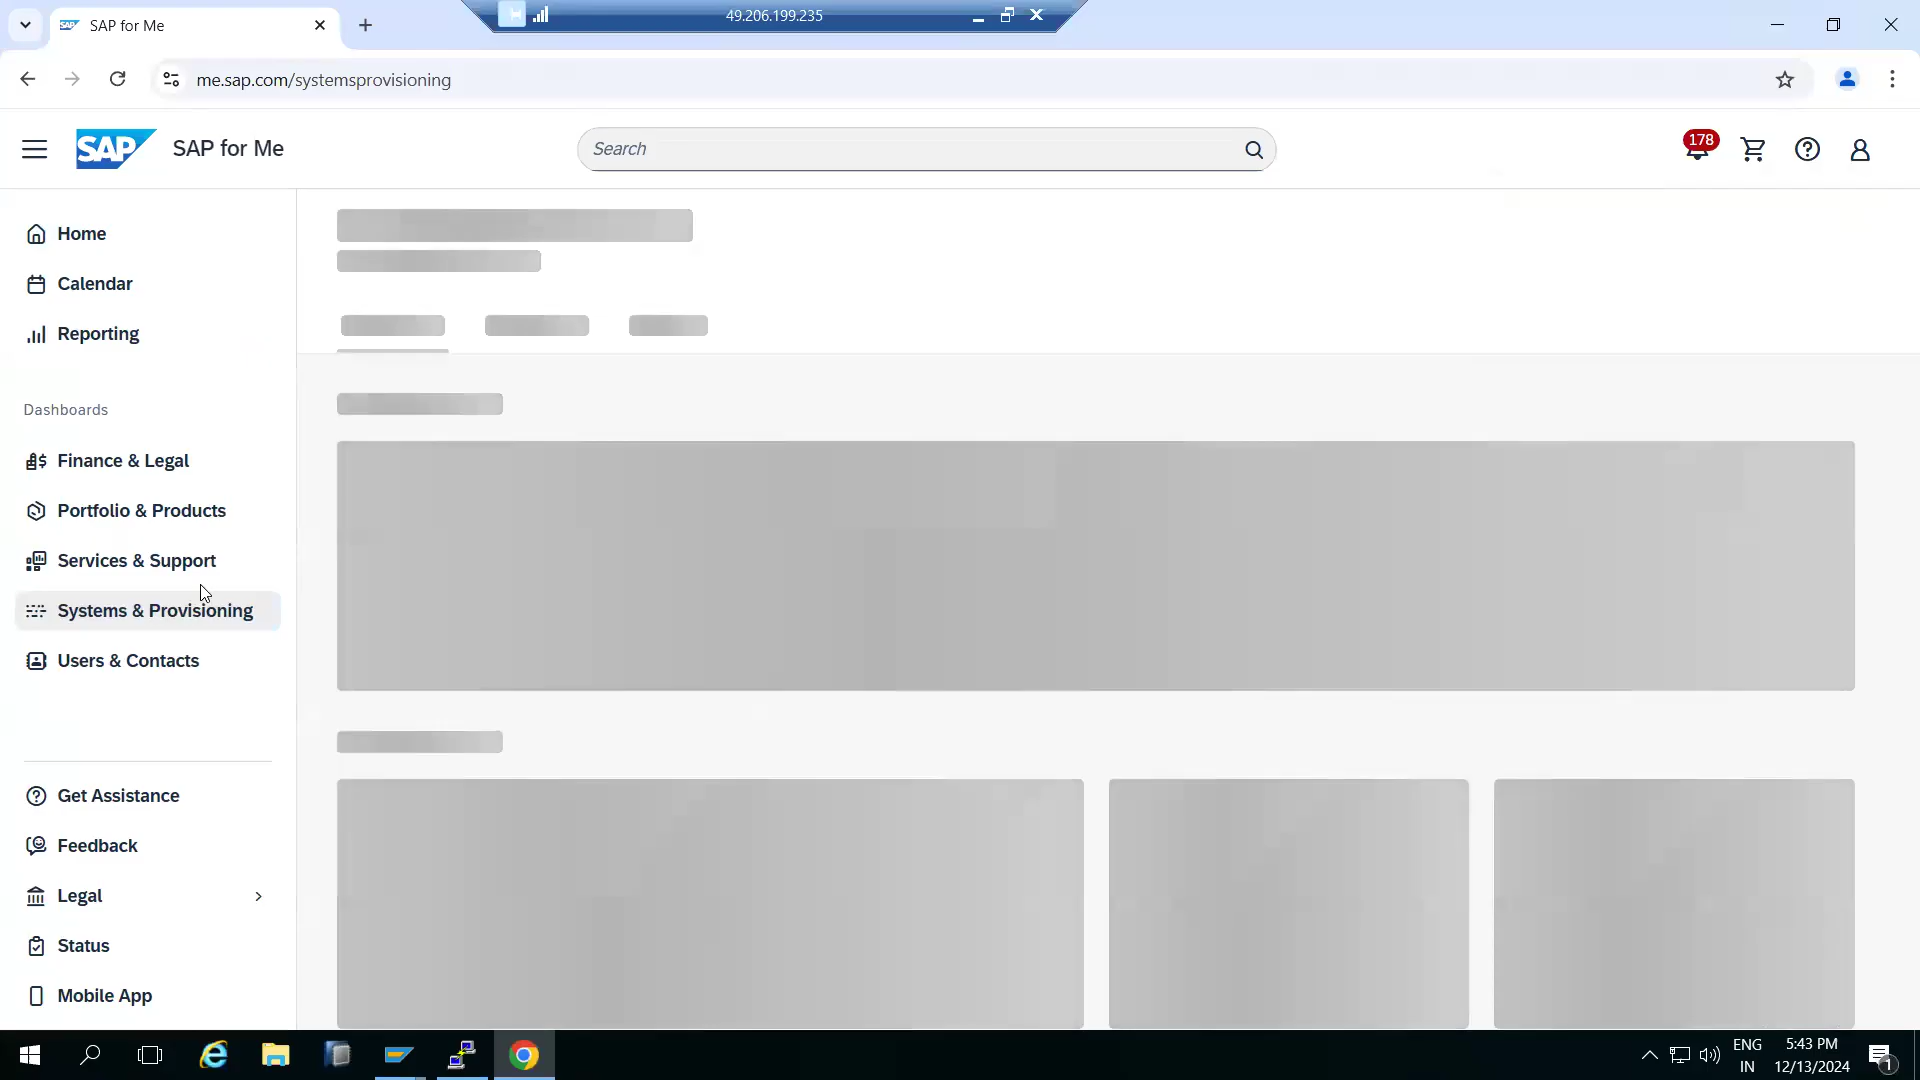 SAP for Me
49.206.199.235
me.sap.com/systemsprovisioning
SAP
SAP for Me
Search
178
Home
Calendar
Reporting
Dashboards
Finance & Legal
Portfolio & Products
Services & Support
Systems & Provisioning
Users & Contacts
Get Assistance
Feedback
Legal
Status
Mobile App
ENG
IN
5:43 PM
12/13/2024
1